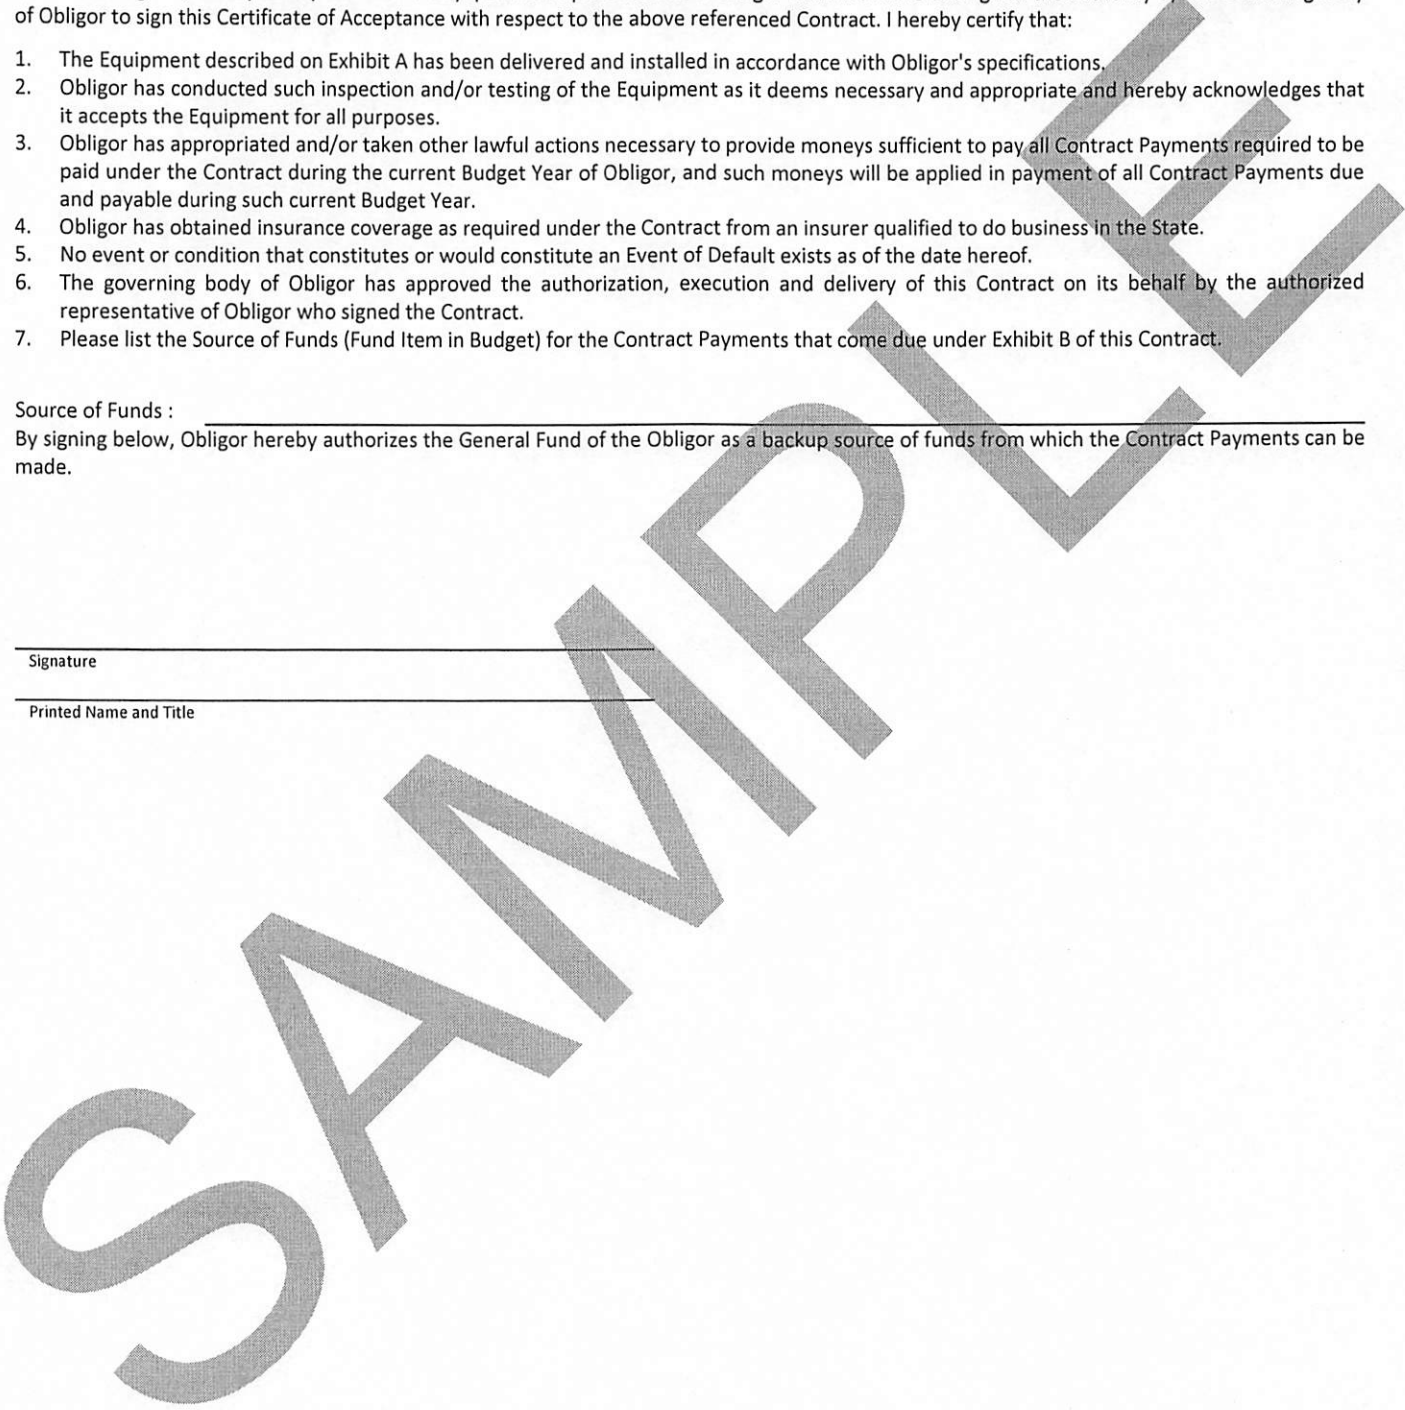 of Obligor to sign this Certificate of Acceptance with respect to the above referenced Contract. I hereby certify that:
1. The Equipment described on Exhibit A has been delivered and installed in accordance with Obligor's specifications.
2. Obligor has conducted such inspection and/or testing of the Equipment as it deems necessary and appropriate and hereby acknowledges that
it accepts the Equipment for all purposes.
3. Obligor has appropriated and/or taken other lawful actions necessary to provide moneys sufficient to pay all Contract Payments required to be
paid under the Contract during the current Budget Year of Obligor, and such moneys will be applied in payment of all Contract Payments due
and payable during such current Budget Year.
4. Obligor has obtained insurance coverage as required under the Contract from an insurer qualified to do business in the State.
5. No event or condition that constitutes or would constitute an Event of Default exists as of the date hereof.
6. The governing body of Obligor has approved the authorization, execution and delivery of this Contract on its behalf by the authorized
representative of Obligor who signed the Contract.
7. Please list the Source of Funds (Fund Item in Budget) for the Contract Payments that come due under Exhibit B of this Contract.
Source of Funds :
By signing below, Obligor hereby authorizes the General Fund of the Obligor as a backup source of funds from which the Contract Payments can be
made.
Signature
Printed Name and Title
SAMPLE